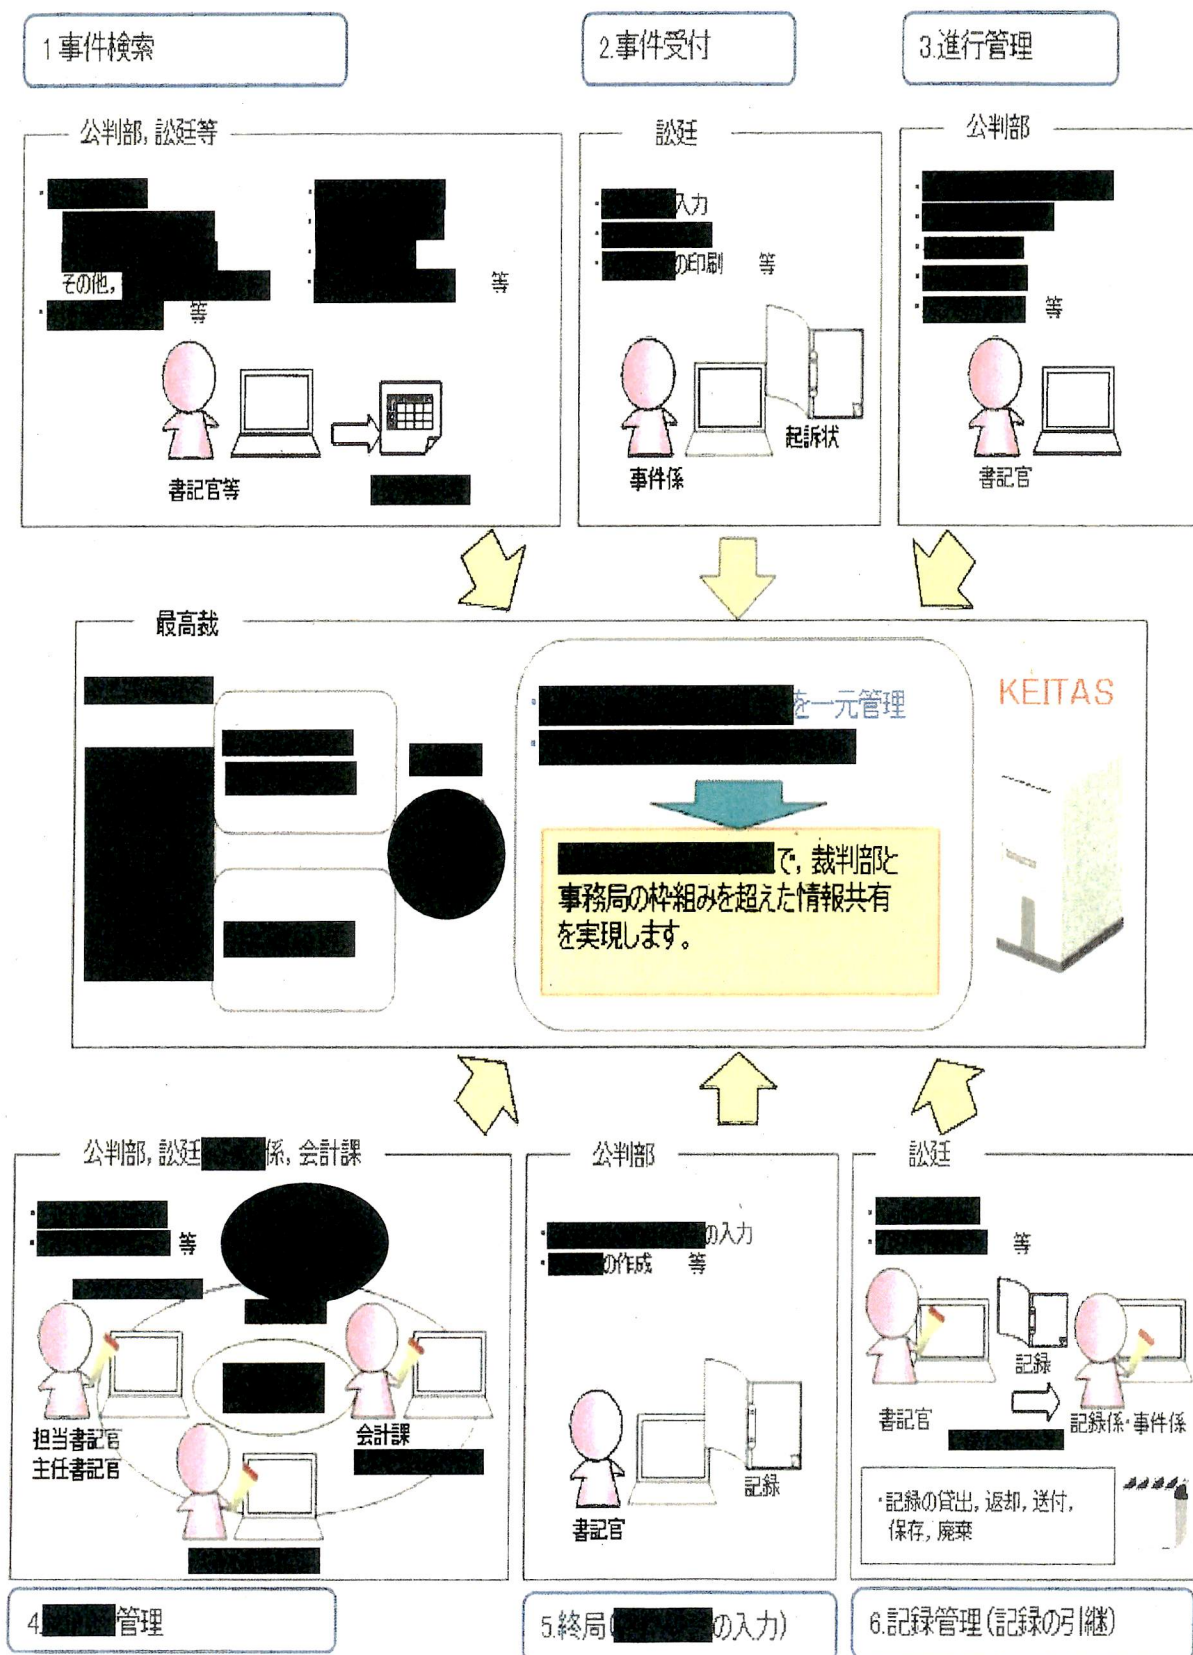 1事件検索
2.事件受付
3.進行管理
公判部,訟廷等
その他,
等
等
書記官等
訟廷
入力
の印刷 等
起訴状
事件係
公判部
等
書記官
最高裁
を一元管理
KEITAS
で,裁判部と
事務局の枠組みを超えた情報共有
を実現します。
公判部,訟廷 係,会計課
等
担当書記官
主任書記官
会計課
公判部
の入力
の作成 等
記録
書記官
訟廷
等
記録
書記官
記録係・事件係
・記録の貸出,返却,送付,
保存,廃棄
4. 管理
5.終局( の入力)
6.記録管理(記録の引継)